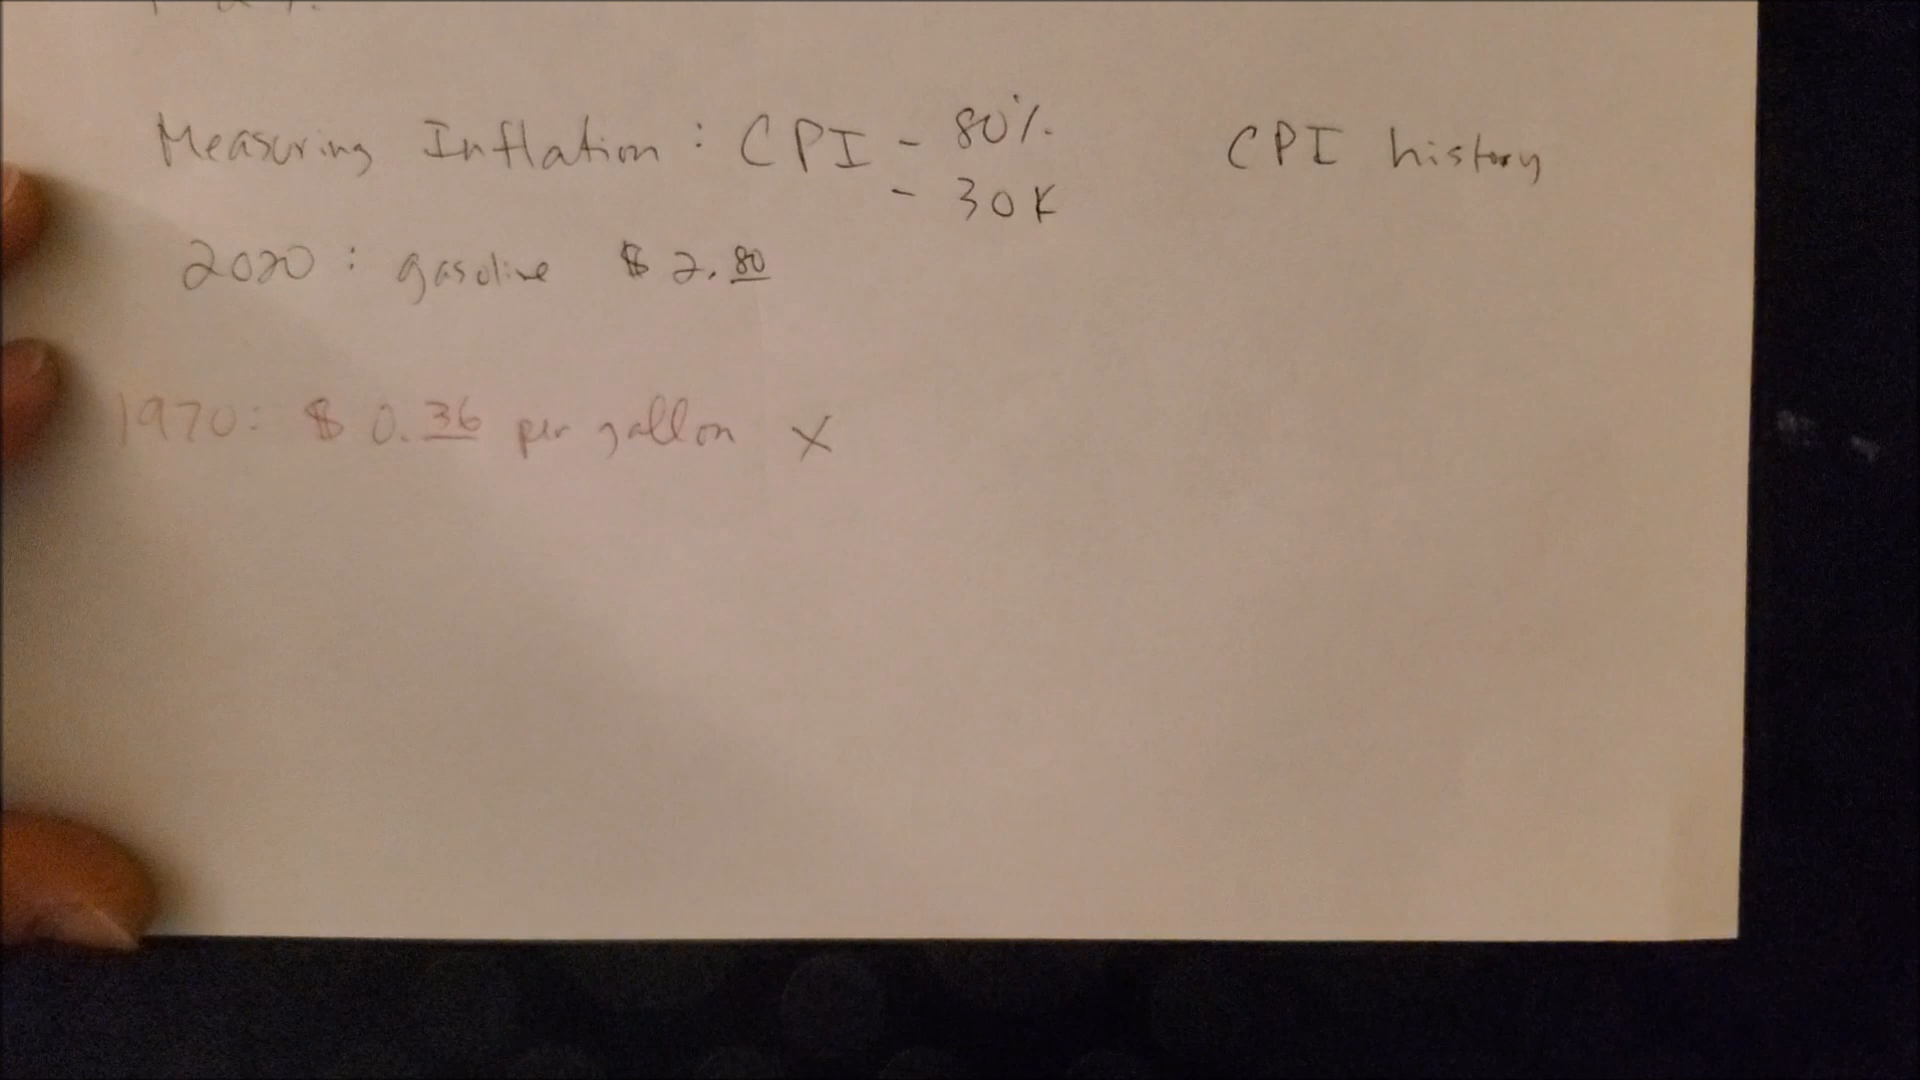 Measuring Inflation : CPI - 80% CPI history
- 30K
2020 : gasoline $ 2.80
1970: $ 0.36 per gallon X